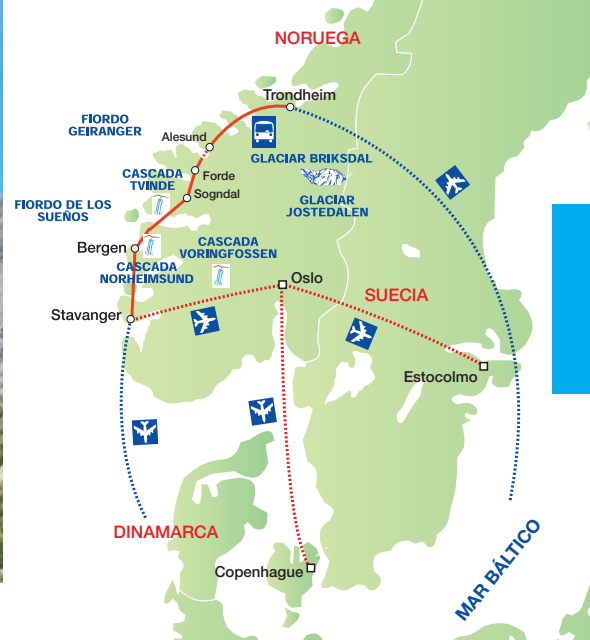 NORUEGA
Trondheim
FIORDO
GEIRANGER
Alesund
GLACIAR BRIKSDAL
CASCADA
TVINDE
Forde
Sogndal
GLACIAR
JOSTEDALEN
FIORDO DE LOS
SUEÑOS
Bergen
CASCADA
VORINGFOSSEN
CASCADA
NORHEIMSUND
Oslo
SUECIA
Stavanger
Estocolmo
DINAMARCA
MAR BÁLTICO
Copenhague